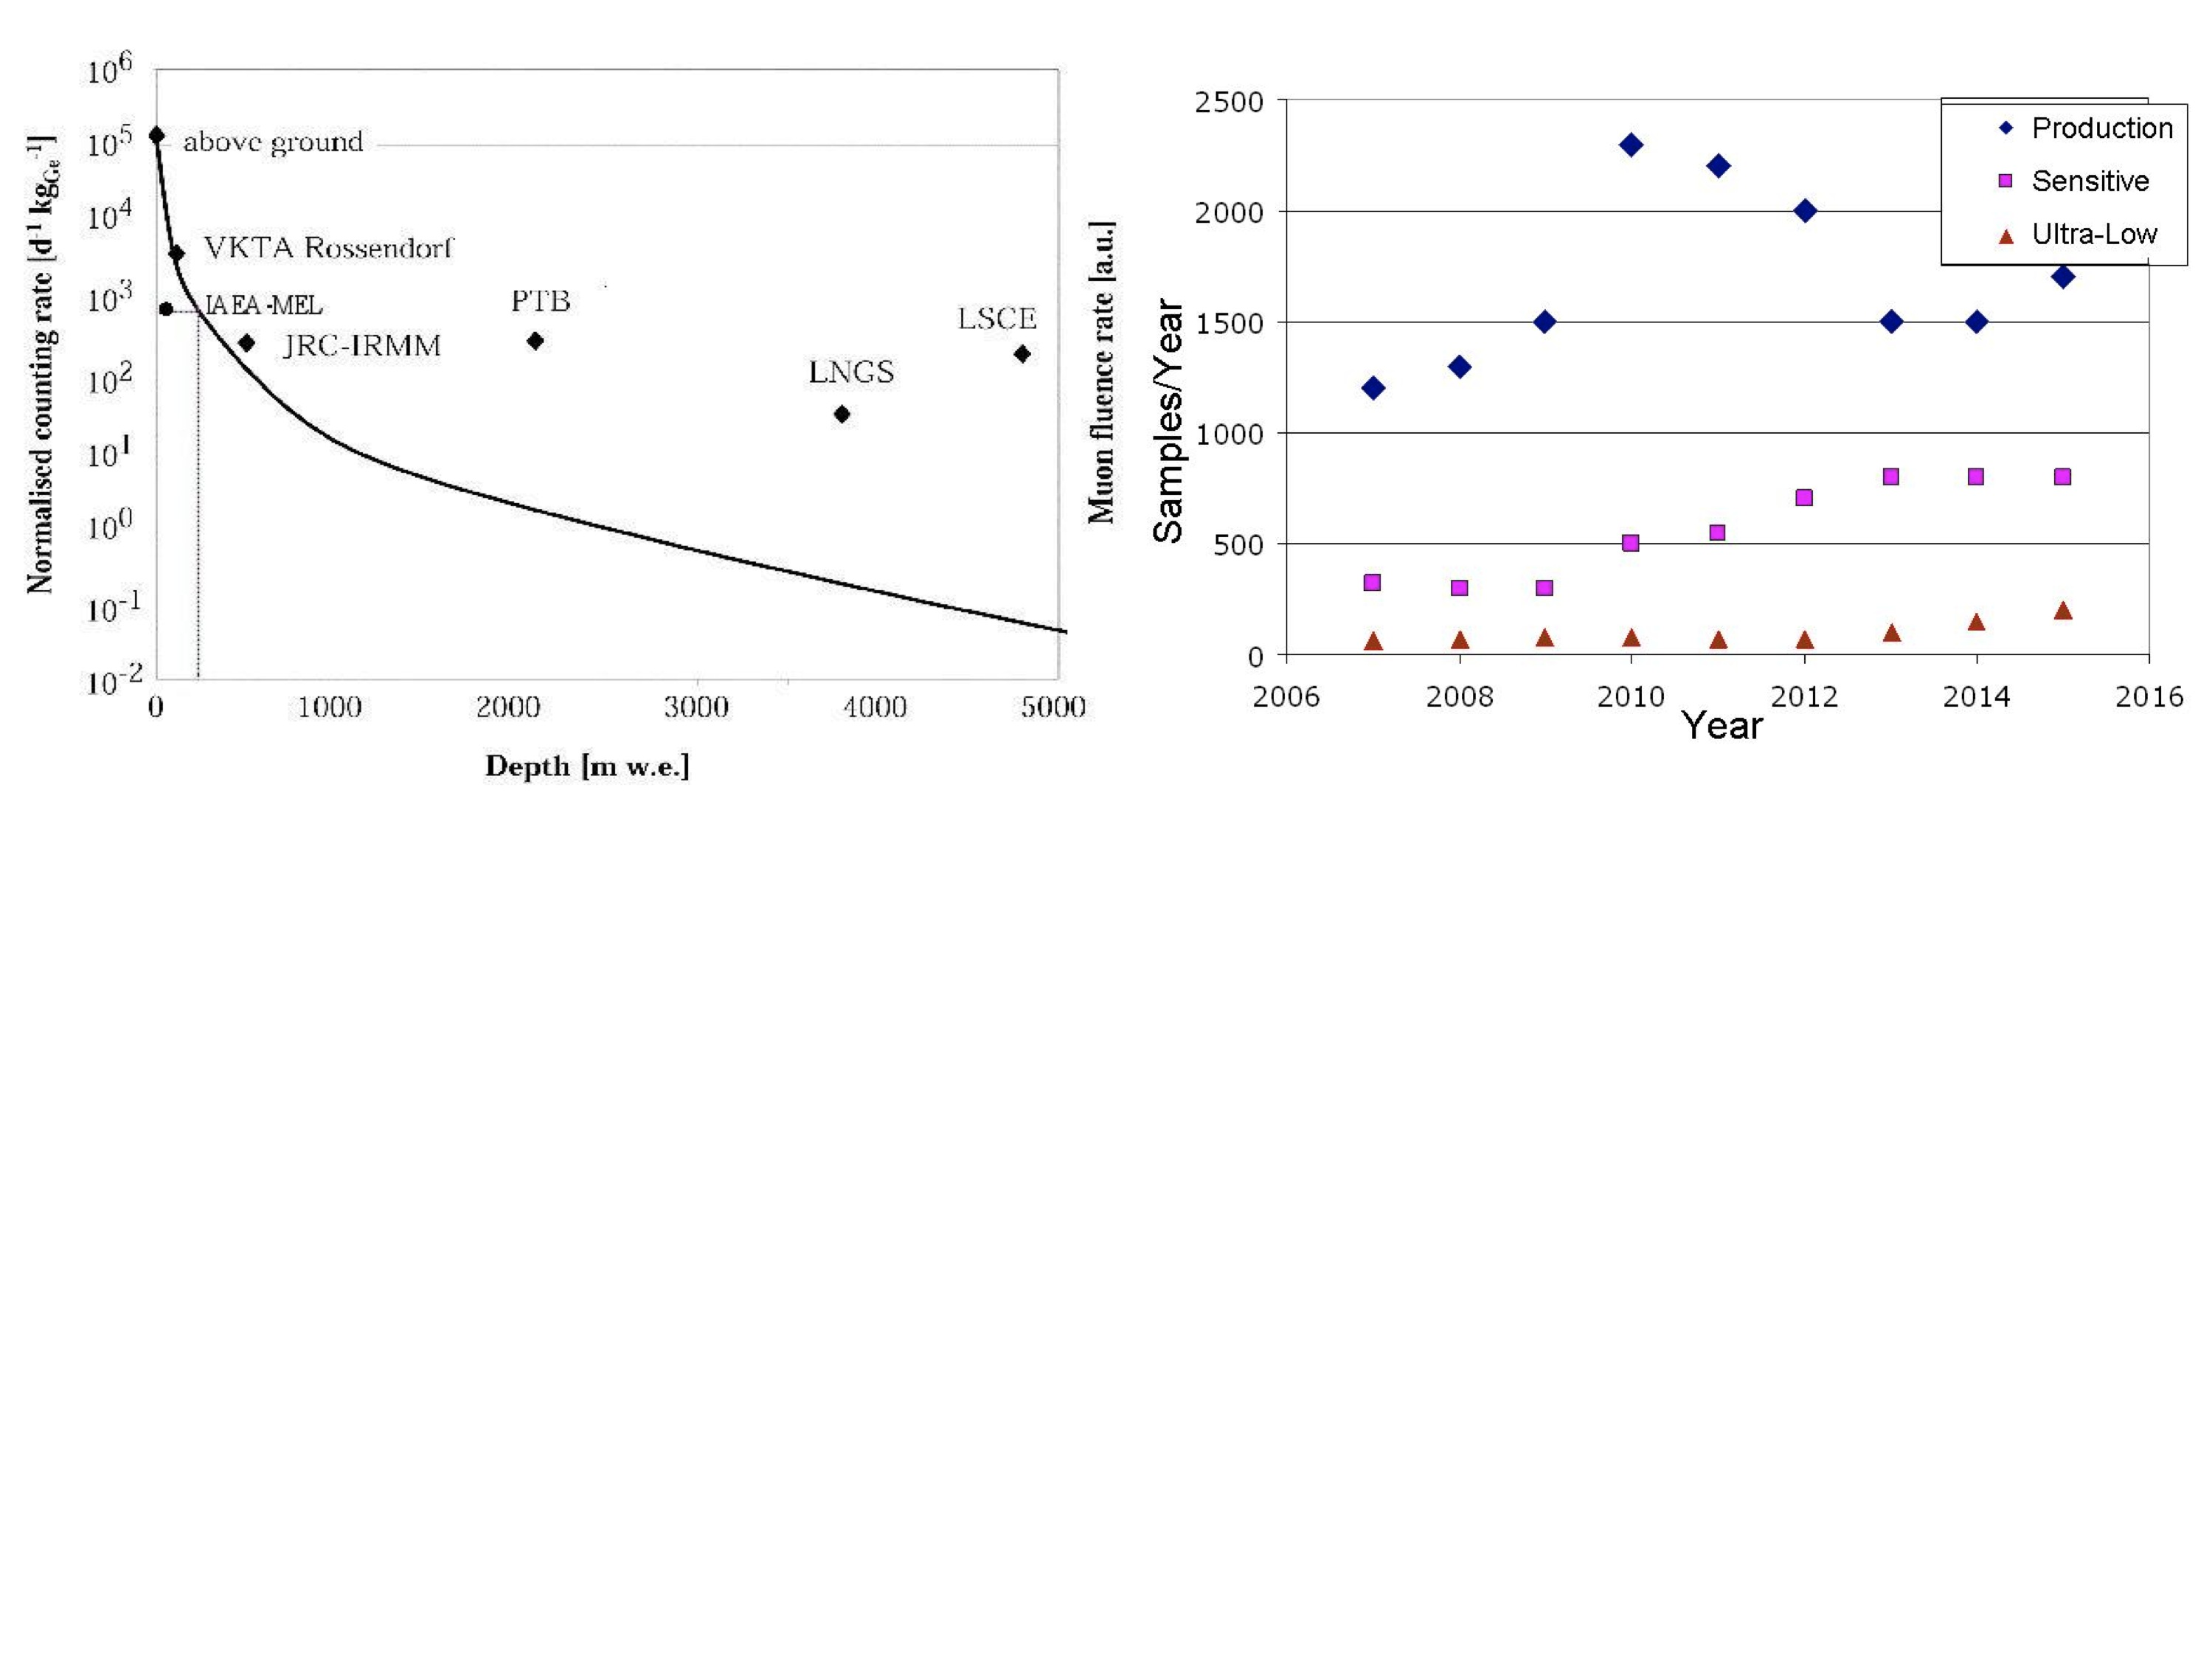 10^6
10^5
10^4
10^3
10^2
10^1
10^0
10^-1
10^-2
Normalised counting rate [d^-1 kg_Ge^-1]
above ground
VKTA Rossendorf
IAEA-MEL
JRC-IRMM
PTB
LNGS
LSCE
0 1000 2000 3000 4000 5000
Depth [m w.e.]
Muon fluence rate [a.u.]
Samples/Year
2500
2000
1500
1000
500
0
Production
Sensitive
Ultra-Low
2006 2008 2010 2012 2014 2016
Year